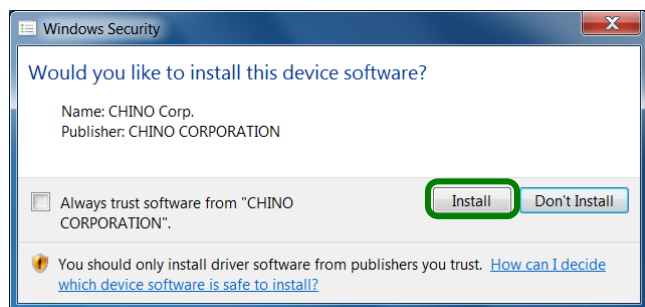 Windows Security
Would you like to install this device software?
Name: CHINO Corp.
Publisher: CHINO CORPORATION
Always trust software from "CHINO
CORPORATION".
Install
Don't Install
You should only install driver software from publishers you trust. How can I decide
which device software is safe to install?